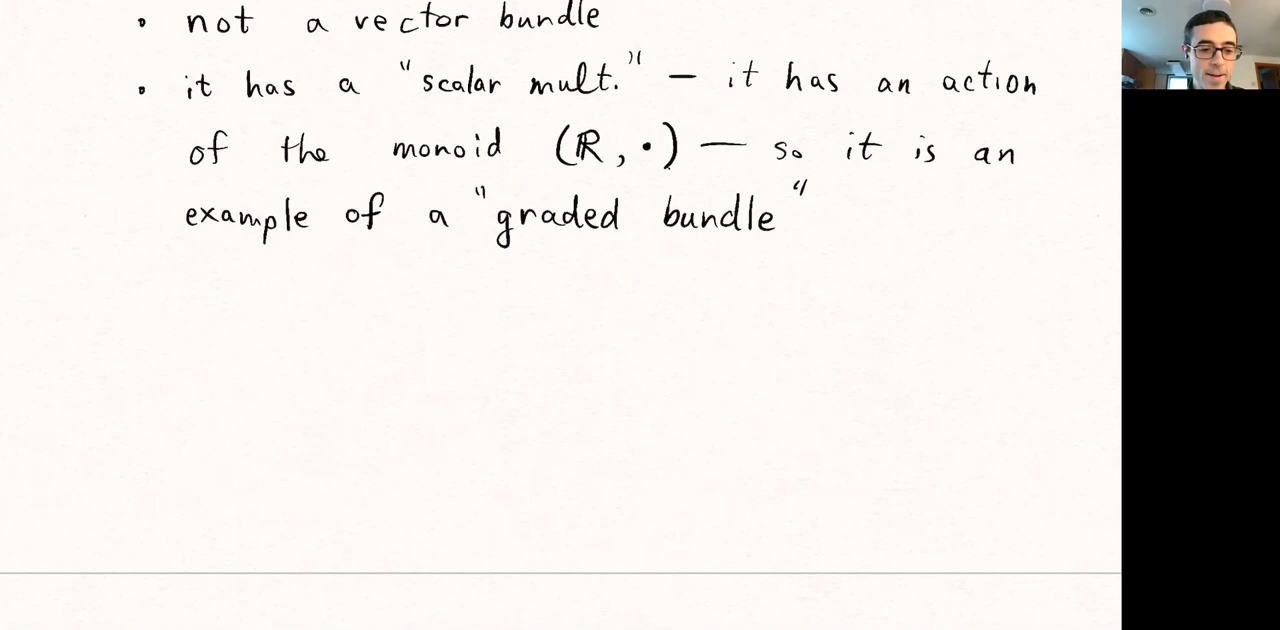 • not a vector bundle
• it has a "scalar mult." — it has an action
of the monoid (ℝ, •) — so it is an
example of a "graded bundle"